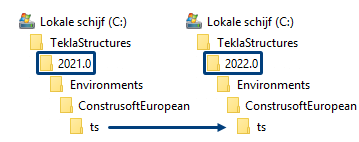 Lokale schijf (C:)
TeklaStructures
2021.0
Environments
ConstrusoftEuropean
ts
Lokale schijf (C:)
TeklaStructures
2022.0
Environments
ConstrusoftEuropean
ts